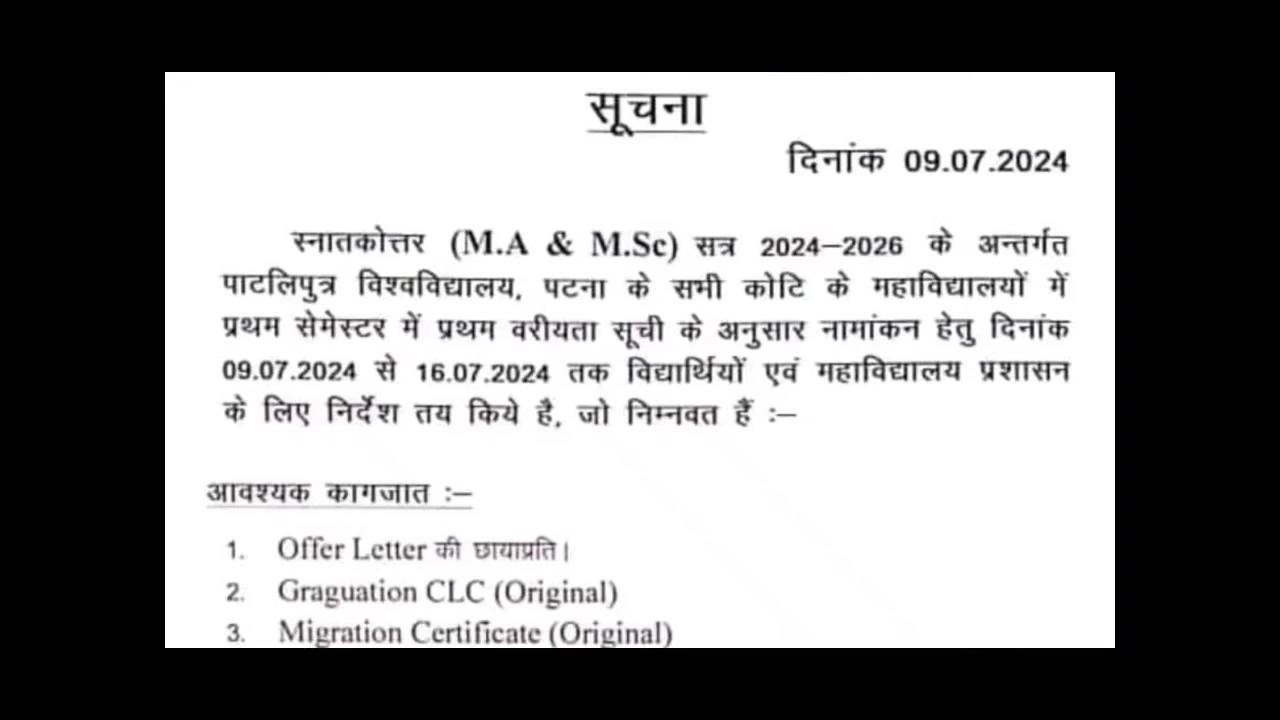 सूचना
दिनांक 09.07.2024
स्नातकोत्तर (M.A & M.Sc) सत्र 2024–2026 के अन्तर्गत
पाटलिपुत्र विश्वविद्यालय, पटना के सभी कोटि के महाविद्यालयों में
प्रथम सेमेस्टर में प्रथम वरीयता सूची के अनुसार नामांकन हेतु दिनांक
09.07.2024 से 16.07.2024 तक विद्यार्थियों एवं महाविद्यालय प्रशासन
के लिए निर्देश तय किये है, जो निम्नवत हैं :–
आवश्यक कागजात :–
1. Offer Letter की छायाप्रति।
2. Graguation CLC (Original)
3. Migration Certificate (Original)